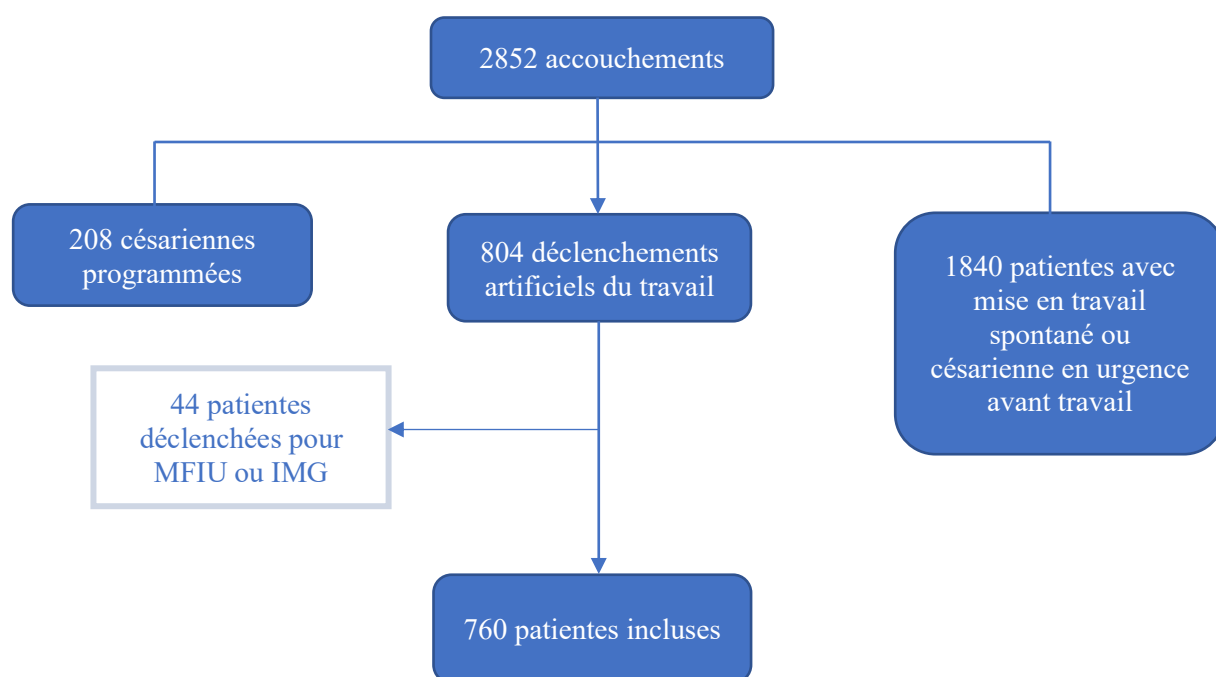 2852 accouchements
208 césariennes
programmées
804 déclenchements
artificiels du travail
1840 patientes avec
mise en travail
spontané ou
césarienne en urgence
avant travail
44 patientes
déclenchées pour
MFIU ou IMG
760 patientes incluses